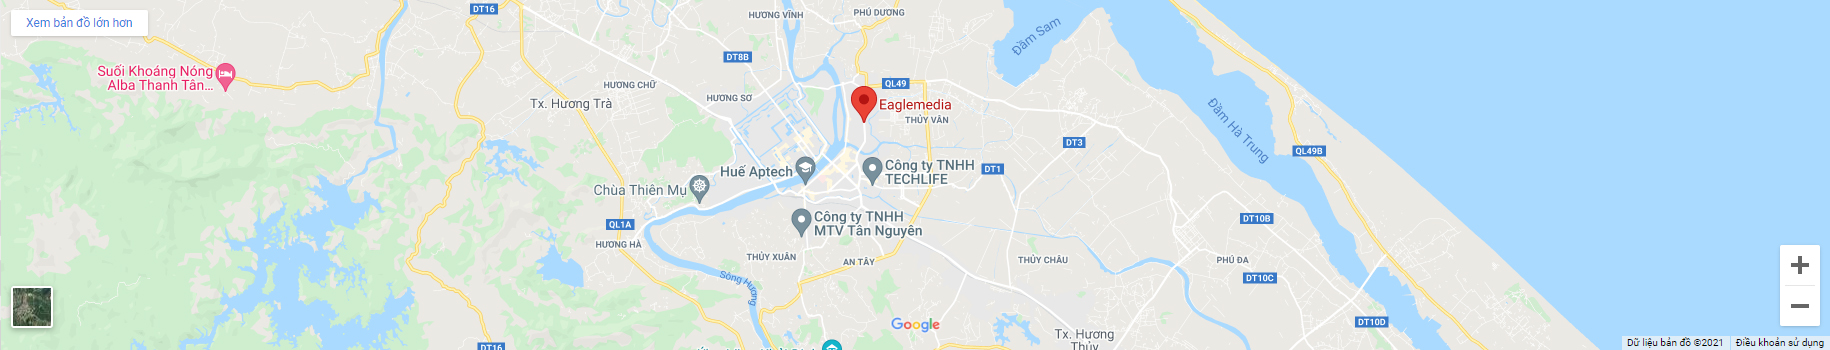 Xem bản đồ lớn hơn
DT16
HƯƠNG VĨNH
PHÚ DƯƠNG
Đầm Sam
DT8B
Suối Khoáng Nóng
Alba Thanh Tân...
HƯƠNG CHỮ
QL49
Tx. Hương Trà
HƯƠNG SƠ
Eaglemedia
THỦY VÂN
Đầm Hà Trung
DT3
QL49B
Huế Aptech
Công ty TNHH
TECHLIFE
DT1
Chùa Thiên Mụ
QL1A
Công ty TNHH
MTV Tân Nguyên
DT10B
HƯƠNG HÀ
THỦY XUÂN
AN TÂY
THỦY CHÂU
PHÚ ĐA
Sông Hương
DT10C
Google
DT10D
Tx. Hương
Thủy
DT16
Dữ liệu bản đồ ©2021
Điều khoản sử dụng